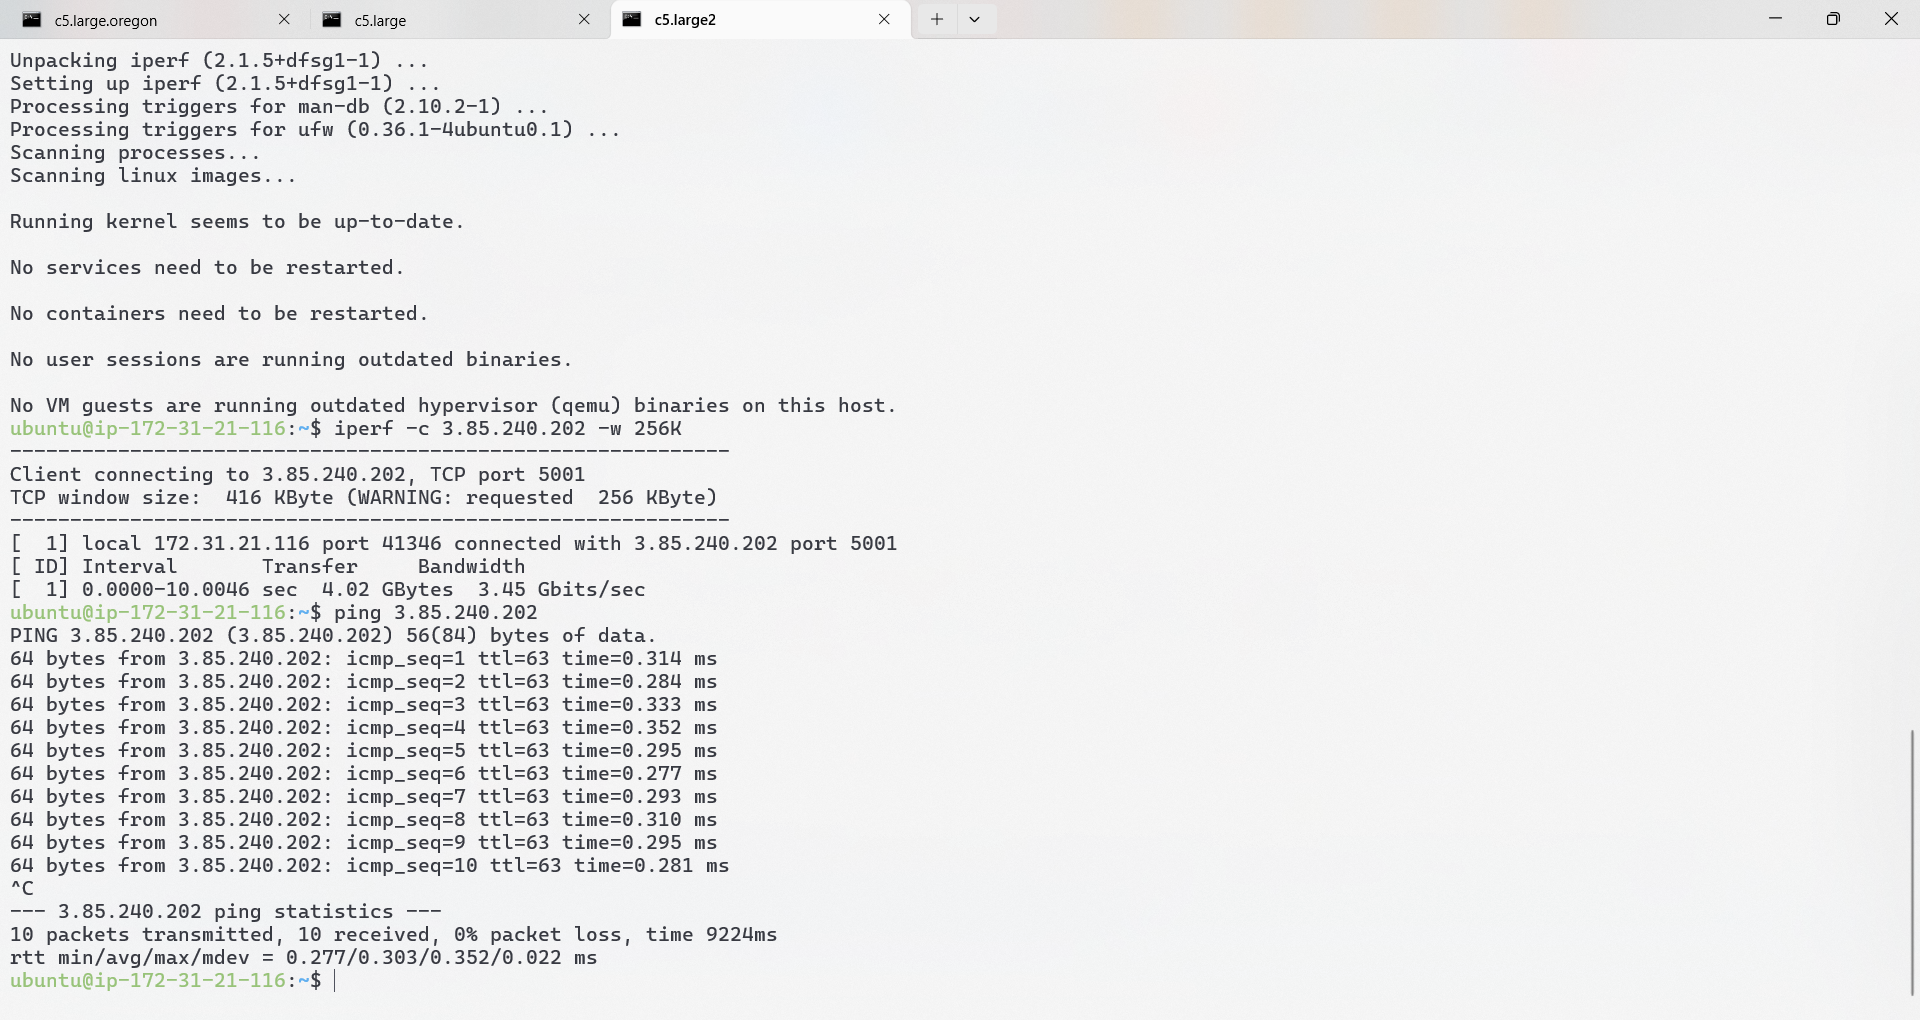 c5.large.oregon
c5.large
c5.large2
Unpacking iperf (2.1.5+dfsg1-1) ...
Setting up iperf (2.1.5+dfsg1-1) ...
Processing triggers for man-db (2.10.2-1) ...
Processing triggers for ufw (0.36.1-4ubuntu0.1) ...
Scanning processes...
Scanning linux images...
Running kernel seems to be up-to-date.
No services need to be restarted.
No containers need to be restarted.
No user sessions are running outdated binaries.
No VM guests are running outdated hypervisor (qemu) binaries on this host.
ubuntu@ip-172-31-21-116:~$ iperf -c 3.85.240.202 -w 256K
------------------------------------------------------------
Client connecting to 3.85.240.202, TCP port 5001
TCP window size:  416 KByte (WARNING: requested  256 KByte)
------------------------------------------------------------
[  1] local 172.31.21.116 port 41346 connected with 3.85.240.202 port 5001
[ ID] Interval       Transfer     Bandwidth
[  1] 0.0000-10.0046 sec  4.02 GBytes  3.45 Gbits/sec
ubuntu@ip-172-31-21-116:~$ ping 3.85.240.202
PING 3.85.240.202 (3.85.240.202) 56(84) bytes of data.
64 bytes from 3.85.240.202: icmp_seq=1 ttl=63 time=0.314 ms
64 bytes from 3.85.240.202: icmp_seq=2 ttl=63 time=0.284 ms
64 bytes from 3.85.240.202: icmp_seq=3 ttl=63 time=0.333 ms
64 bytes from 3.85.240.202: icmp_seq=4 ttl=63 time=0.352 ms
64 bytes from 3.85.240.202: icmp_seq=5 ttl=63 time=0.295 ms
64 bytes from 3.85.240.202: icmp_seq=6 ttl=63 time=0.277 ms
64 bytes from 3.85.240.202: icmp_seq=7 ttl=63 time=0.293 ms
64 bytes from 3.85.240.202: icmp_seq=8 ttl=63 time=0.310 ms
64 bytes from 3.85.240.202: icmp_seq=9 ttl=63 time=0.295 ms
64 bytes from 3.85.240.202: icmp_seq=10 ttl=63 time=0.281 ms
^C
--- 3.85.240.202 ping statistics ---
10 packets transmitted, 10 received, 0% packet loss, time 9224ms
rtt min/avg/max/mdev = 0.277/0.303/0.352/0.022 ms
ubuntu@ip-172-31-21-116:~$